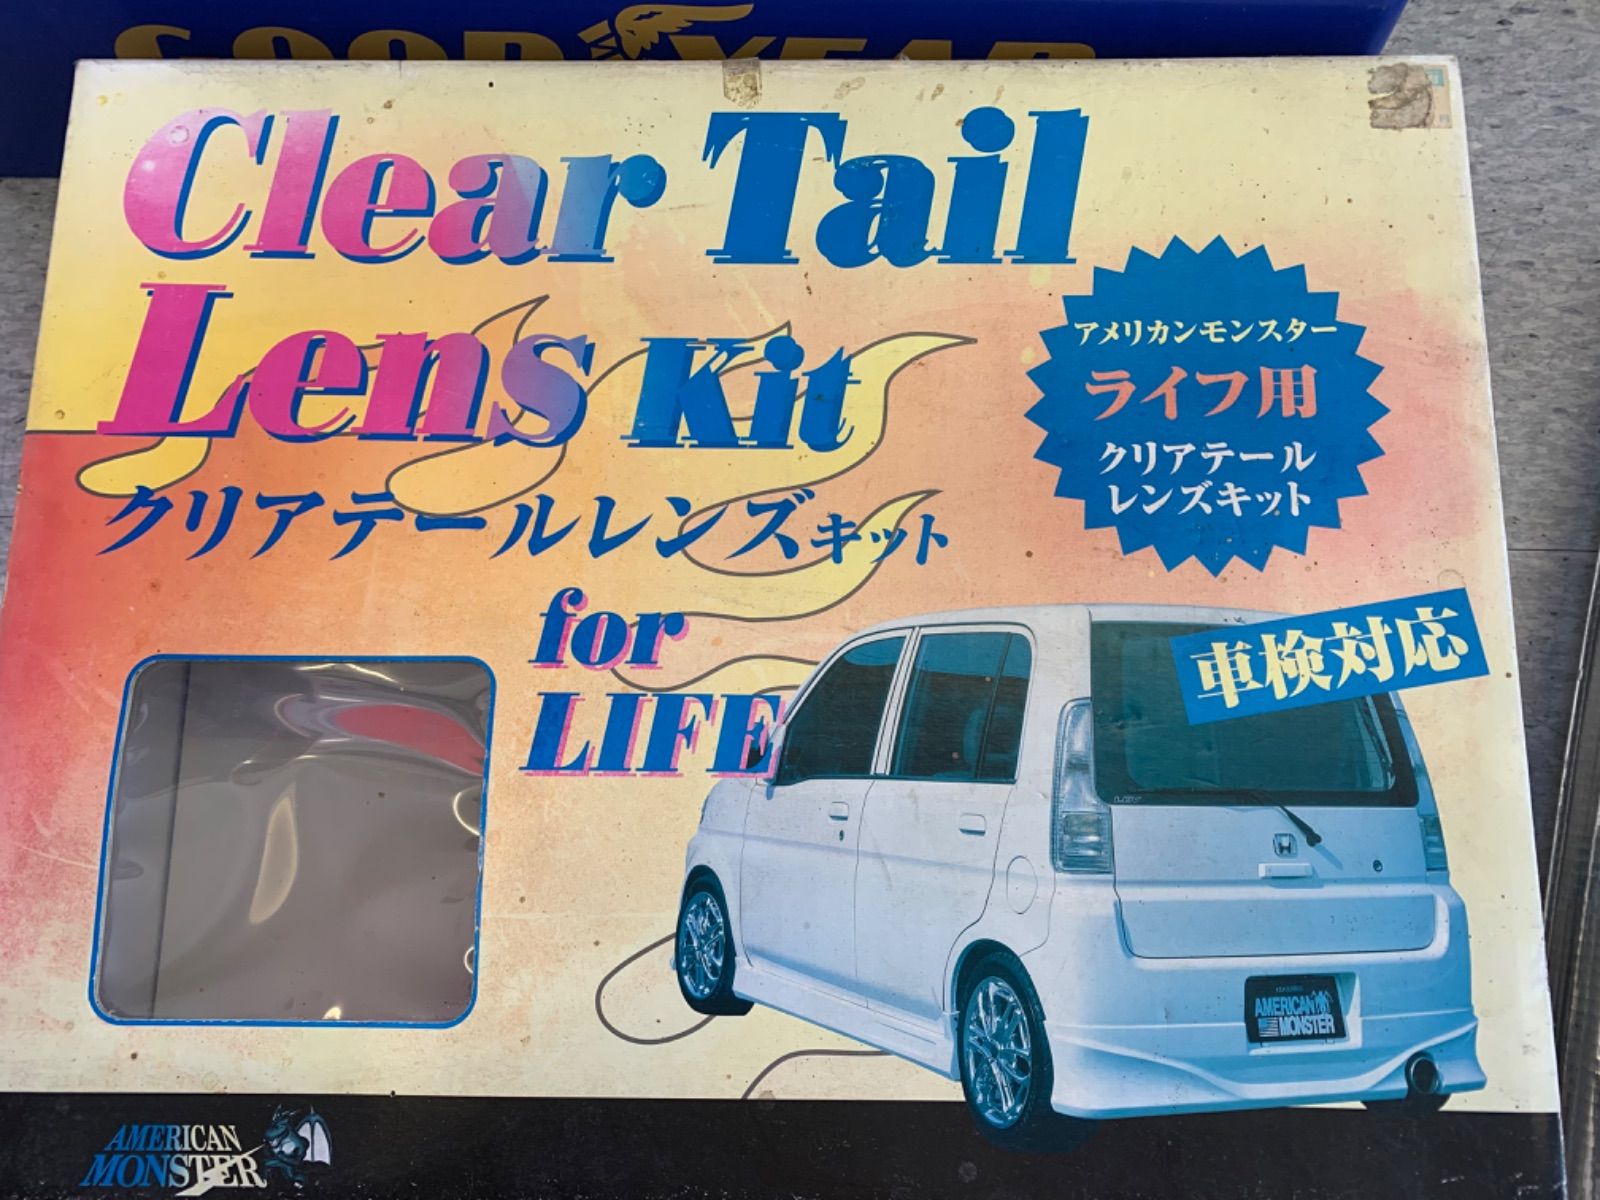 GOODYEAR
Clear Tail
Lens Kit
クリアテールレンズキット
for
LIFE
アメリカンモンスター
ライフ用
クリアテール
レンズキット
車検対応
AMERICAN
MONSTER
AMERICAN
MONSTER